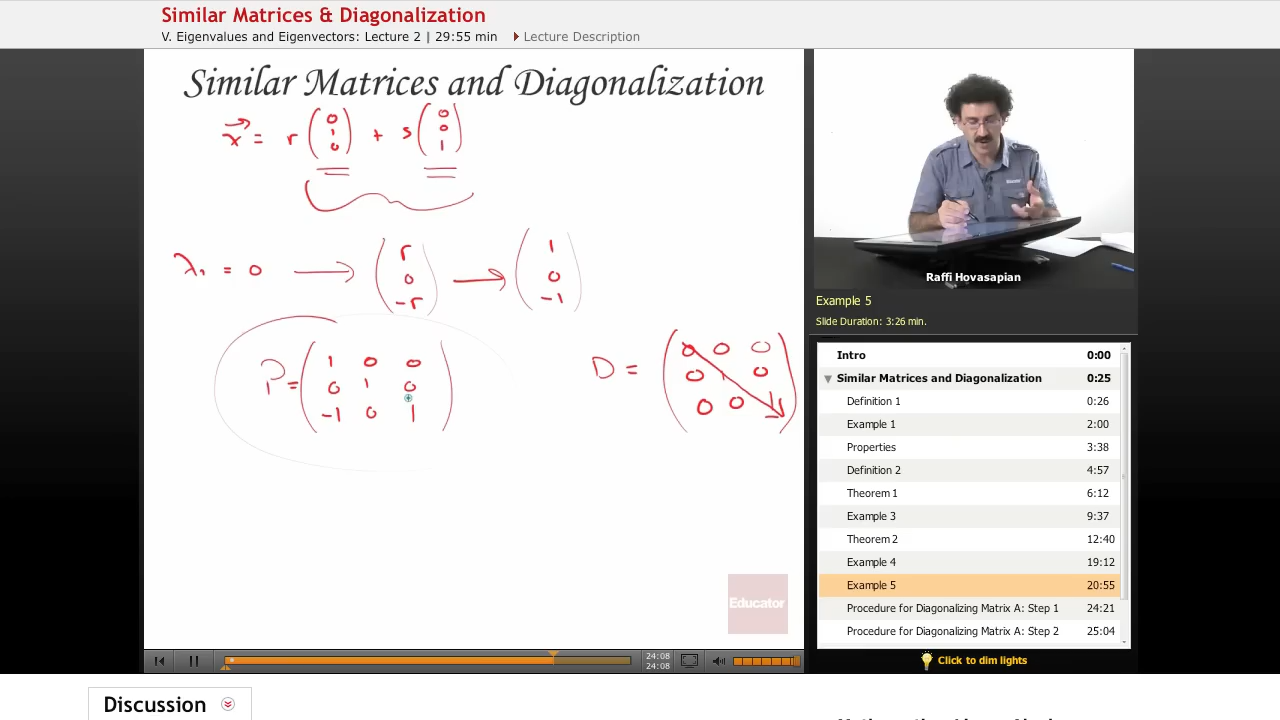 Similar Matrices & Diagonalization
V. Eigenvalues and Eigenvectors: Lecture 2 | 29:55 min Lecture Description
Similar Matrices and Diagonalization
x = r (0 1 0) + s (0 0 1)
λ₁ = 0 → (r 0 -r) → (1 0 -1)
P = D =
1 0 0
0 1 0
-1 0 1
0 0 0
0 1 0
0 0 1
Educator
24:08
24:08
Raffi Hovasapian
Example 5
Slide Duration: 3:26 min.
Intro 0:00
Similar Matrices and Diagonalization 0:25
Definition 1 0:26
Example 1 2:00
Properties 3:38
Definition 2 4:57
Theorem 1 6:12
Example 3 9:37
Theorem 2 12:40
Example 4 19:12
Example 5 20:55
Procedure for Diagonalizing Matrix A: Step 1 24:21
Procedure for Diagonalizing Matrix A: Step 2 25:04
Click to dim lights
Discussion